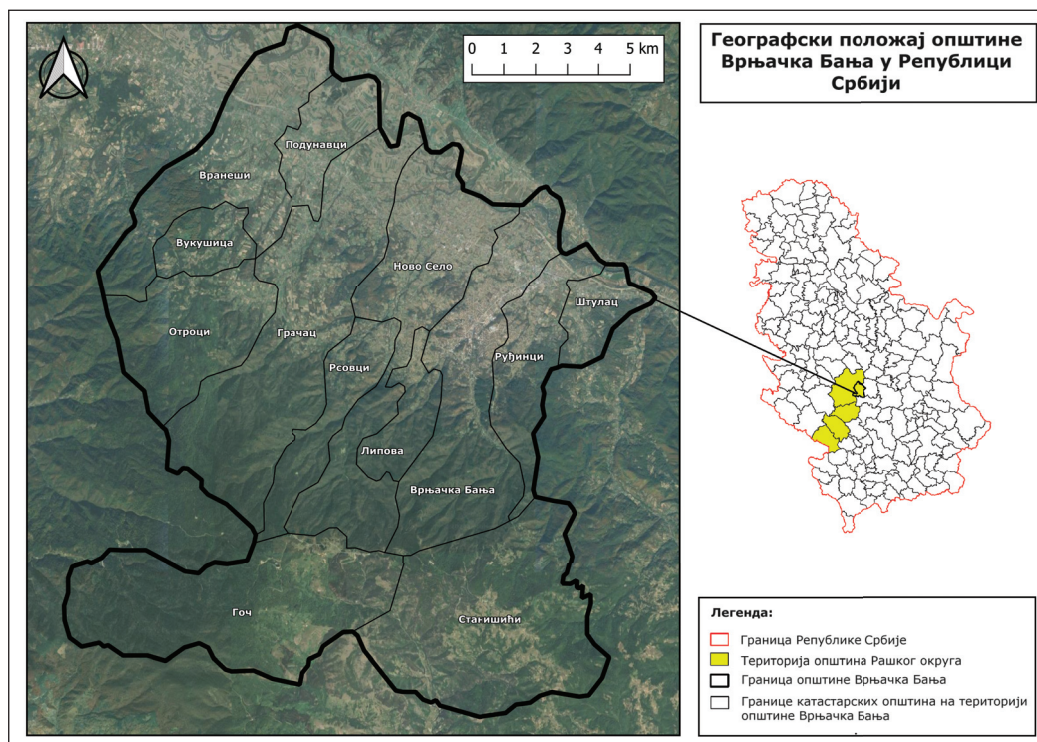 0 1 2 3 4 5 km
Географски положај општине
Врњачка Бања у Републици
Србији
Подунавци
Вранеши
Вукушица
Ново Село
Штулац
Отроци
Грачац
Рсовци
Руђинци
Липова
Врњачка Бања
Гоч
Станишићи
Легенда:
Граница Републике Србије
Територија општина Рашког округа
Граница општине Врњачка Бања
Границе катастарских општина на територији
општине Врњачка Бања